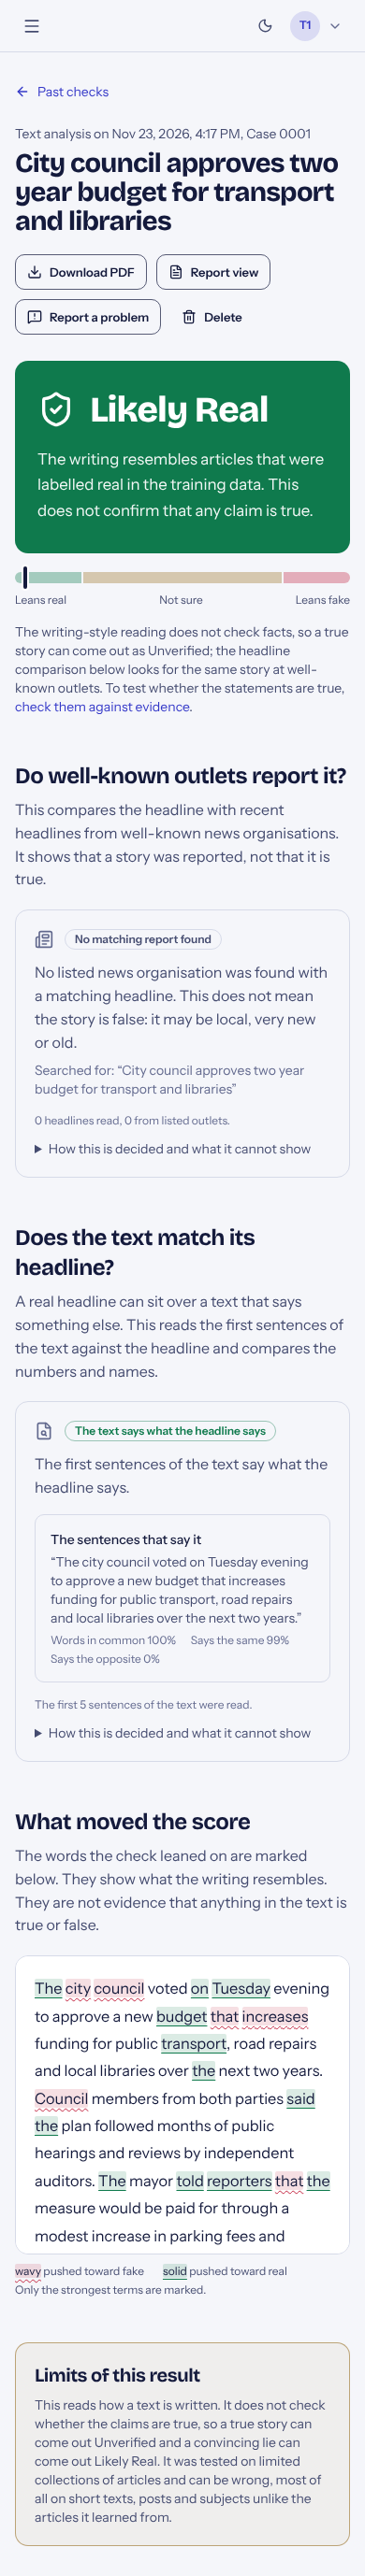 T1
Past checks
Text analysis on Nov 23, 2026, 4:17 PM, Case 0001
City council approves two
year budget for transport
and libraries
Download PDF
Report view
Report a problem
Delete
Likely Real
The writing resembles articles that were
labelled real in the training data. This
does not confirm that any claim is true.
Leans real
Not sure
Leans fake
The writing-style reading does not check facts, so a true
story can come out as Unverified; the headline
comparison below looks for the same story at well-
known outlets. To test whether the statements are true,
check them against evidence.
Do well-known outlets report it?
This compares the headline with recent
headlines from well-known news organisations.
It shows that a story was reported, not that it is
true.
No matching report found
No listed news organisation was found with
a matching headline. This does not mean
the story is false: it may be local, very new
or old.
Searched for: “City council approves two year
budget for transport and libraries”
0 headlines read, 0 from listed outlets.
How this is decided and what it cannot show
Does the text match its
headline?
A real headline can sit over a text that says
something else. This reads the first sentences of
the text against the headline and compares the
numbers and names.
The text says what the headline says
The first sentences of the text say what the
headline says.
The sentences that say it
“The city council voted on Tuesday evening
to approve a new budget that increases
funding for public transport, road repairs
and local libraries over the next two years.”
Words in common 100% Says the same 99%
Says the opposite 0%
The first 5 sentences of the text were read.
How this is decided and what it cannot show
What moved the score
The words the check leaned on are marked
below. They show what the writing resembles.
They are not evidence that anything in the text is
true or false.
The city council voted on Tuesday evening
to approve a new budget that increases
funding for public transport, road repairs
and local libraries over the next two years.
Council members from both parties said
the plan followed months of public
hearings and reviews by independent
auditors. The mayor told reporters that the
measure would be paid for through a
modest increase in parking fees and
wavy pushed toward fake solid pushed toward real
Only the strongest terms are marked.
Limits of this result
This reads how a text is written. It does not check
whether the claims are true, so a true story can
come out Unverified and a convincing lie can
come out Likely Real. It was tested on limited
collections of articles and can be wrong, most of
all on short texts, posts and subjects unlike the
articles it learned from.